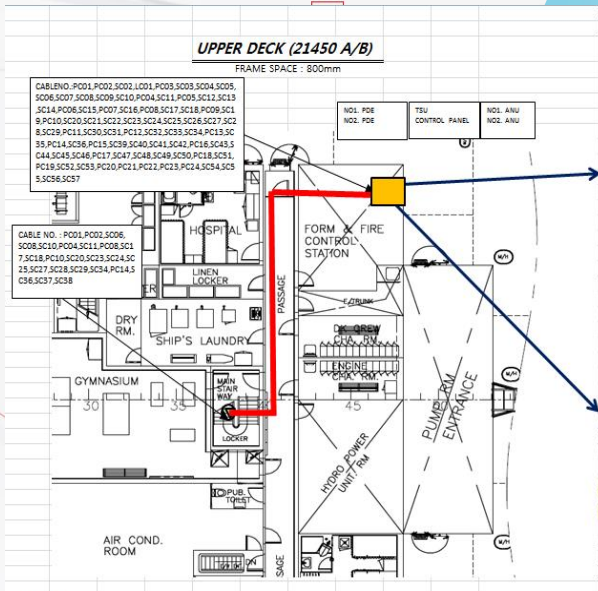 UPPER DECK (21450 A/B)
FRAME SPACE : 800mm
CABLENO.:PC01,PC02,SC02,LC01,PC03,SC03,SC04,SC05,
SC06,SC07,SC08,SC09,SC10,PC04,SC11,PC05,SC12,SC13
,SC14,PC06,SC15,PC07,SC16,PC08,SC17,SC18,PC09,SC1
9,PC10,SC20,SC21,SC22,SC23,SC24,SC25,SC26,SC27,SC2
8,SC29,PC11,SC30,SC31,PC12,SC32,SC33,SC34,PC13,SC
35,PC14,SC36,PC15,SC39,SC40,SC41,SC42,PC16,SC43,S
C44,SC45,SC46,PC17,SC47,SC48,SC49,SC50,PC18,SC51,
PC19,SC52,SC53,PC20,PC21,PC22,PC23,PC24,SC54,SC5
5,SC56,SC57
NO1. PDE
NO2. PDE
TSU
CONTROL PANEL
NO1. ANU
NO2. ANU
CABLE NO. : PC01,PC02,SC06,
SC08,SC10,PC04,SC11,PC08,SC1
7,SC18,PC10,SC20,SC23,SC24,SC
25,SC27,SC28,SC29,SC34,PC14,S
C36,SC37,SC38
HOSPITAL
FORM & FIRE
CONTROL
STATION
M/H
LINEN
LOCKER
PASSAGE
E/TRUNK
DRY
RM.
SHIP'S LAUNDRY
DK CREW
CHA. RM.
ENGINE
CHA. RM.
M/H
GYMNASIUM
MAIN
STAIR
WAY
30
35
45
LOCKER
PUMP RM
ENTRANCE
HYDRO POWER
UNIT RM
PUB.
TOILET
AIR COND.
ROOM
DN
SAGE
M/H